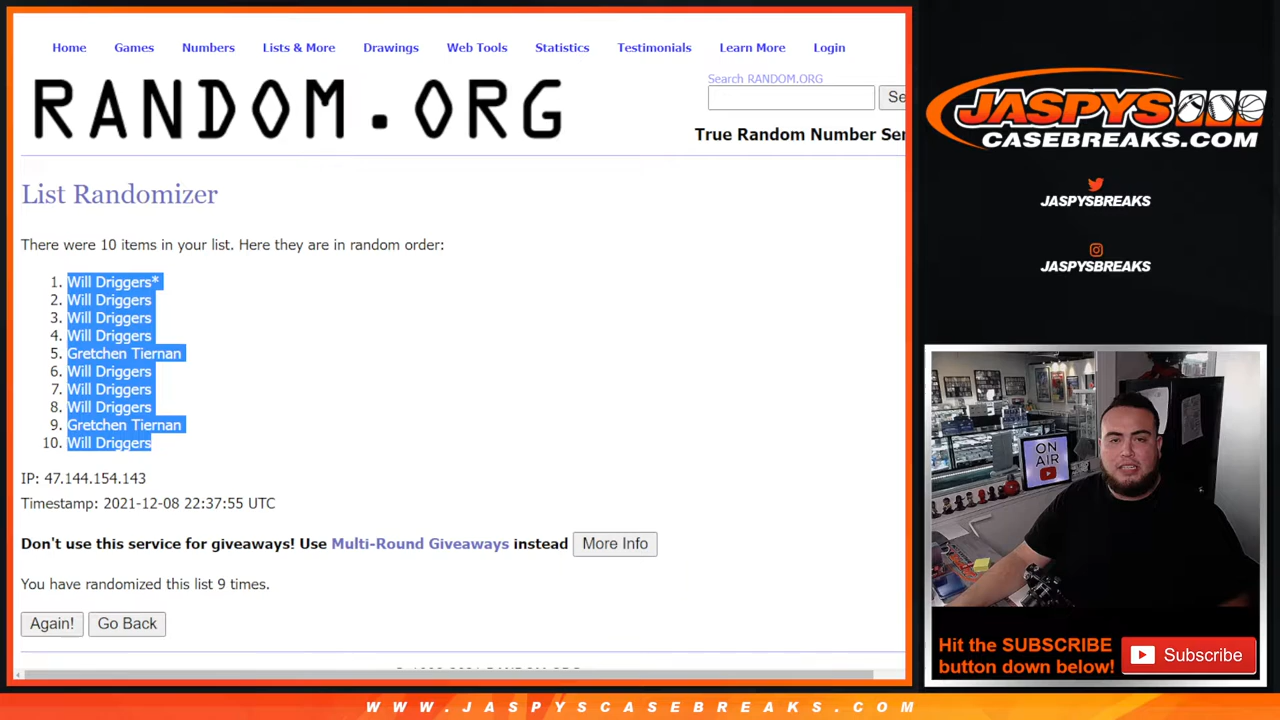 Home Games Numbers Lists & More Drawings Web Tools Statistics Testimonials Learn More Login
RANDOM.ORG
Search RANDOM.ORG
Se
True Random Number Ser
List Randomizer
There were 10 items in your list. Here they are in random order:
1. Will Driggers*
2. Will Driggers
3. Will Driggers
4. Will Driggers
5. Gretchen Tiernan
6. Will Driggers
7. Will Driggers
8. Will Driggers
9. Gretchen Tiernan
10. Will Driggers
IP: 47.144.154.143
Timestamp: 2021-12-08 22:37:55 UTC
Don't use this service for giveaways! Use Multi-Round Giveaways instead More Info
You have randomized this list 9 times.
Again! Go Back
JASPYS
CASEBREAKS.COM
JASPYSBREAKS
JASPYSBREAKS
ON
AIR
Hit the SUBSCRIBE
button down below!
Subscribe
WWW.JASPYSCASEBREAKS.COM